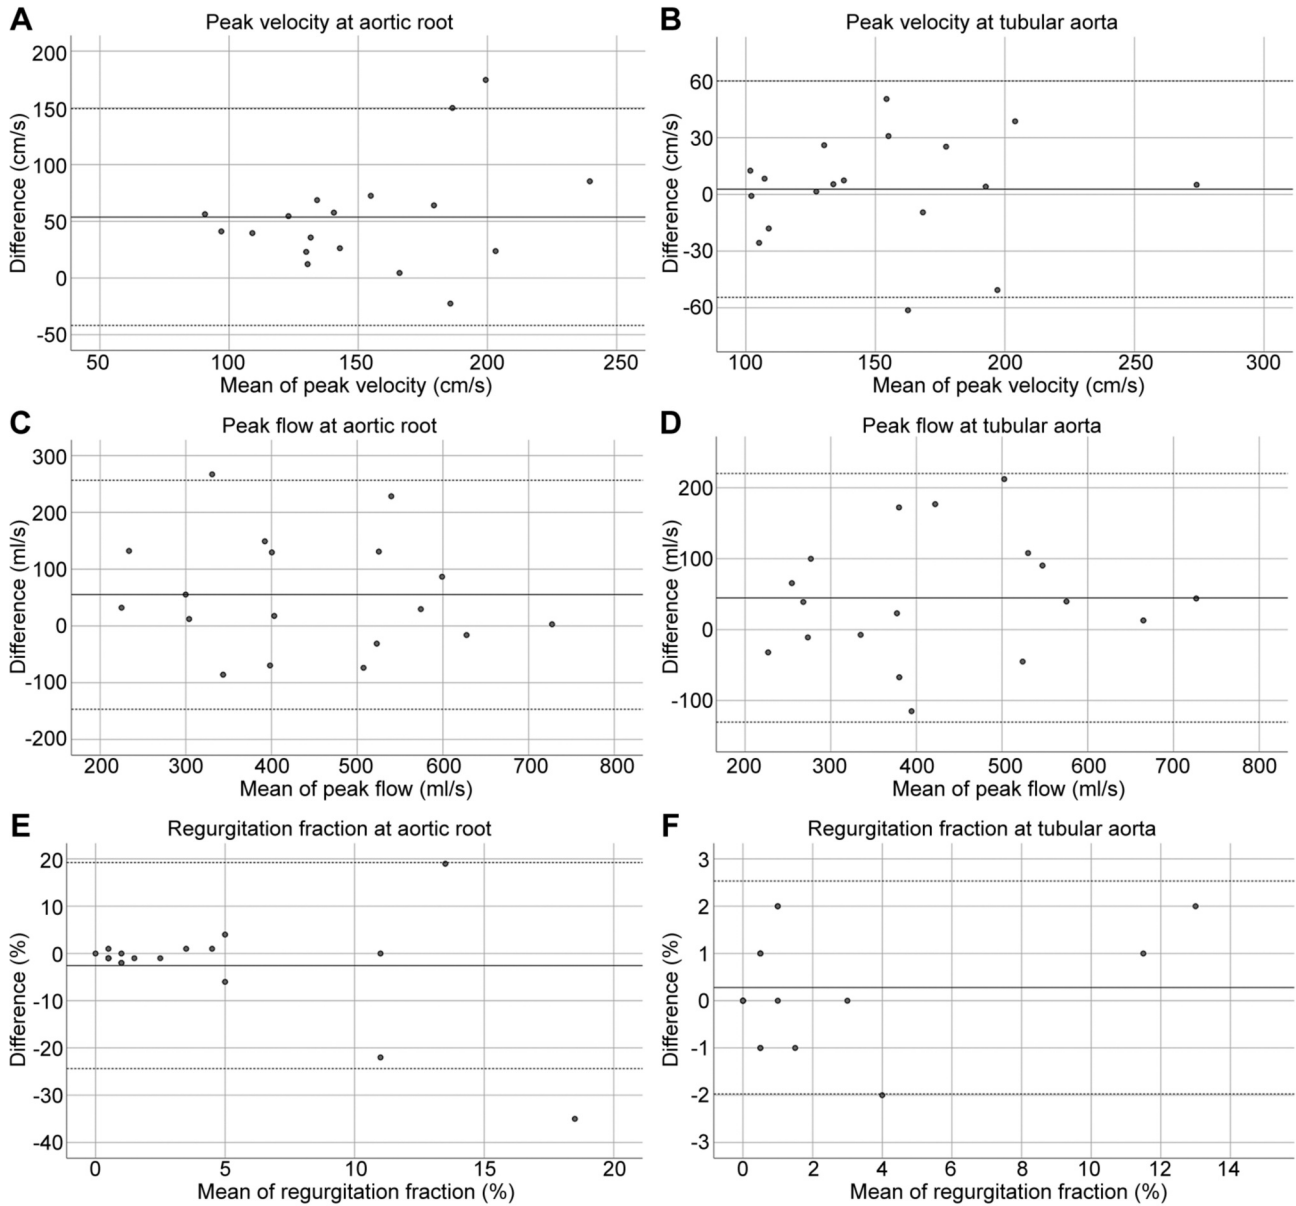 A Peak velocity at aortic root
200
150
100
50
0
-50
Difference (cm/s)
50 100 150 200 250
Mean of peak velocity (cm/s)
B Peak velocity at tubular aorta
60
30
0
-30
-60
Difference (cm/s)
100 150 200 250 300
Mean of peak velocity (cm/s)
C Peak flow at aortic root
300
200
100
0
-100
-200
Difference (ml/s)
200 300 400 500 600 700 800
Mean of peak flow (ml/s)
D Peak flow at tubular aorta
200
100
0
-100
Difference (ml/s)
200 300 400 500 600 700 800
Mean of peak flow (ml/s)
E Regurgitation fraction at aortic root
20
10
0
-10
-20
-30
-40
Difference (%)
0 5 10 15 20
Mean of regurgitation fraction (%)
F Regurgitation fraction at tubular aorta
3
2
1
0
-1
-2
-3
Difference (%)
0 2 4 6 8 10 12 14
Mean of regurgitation fraction (%)